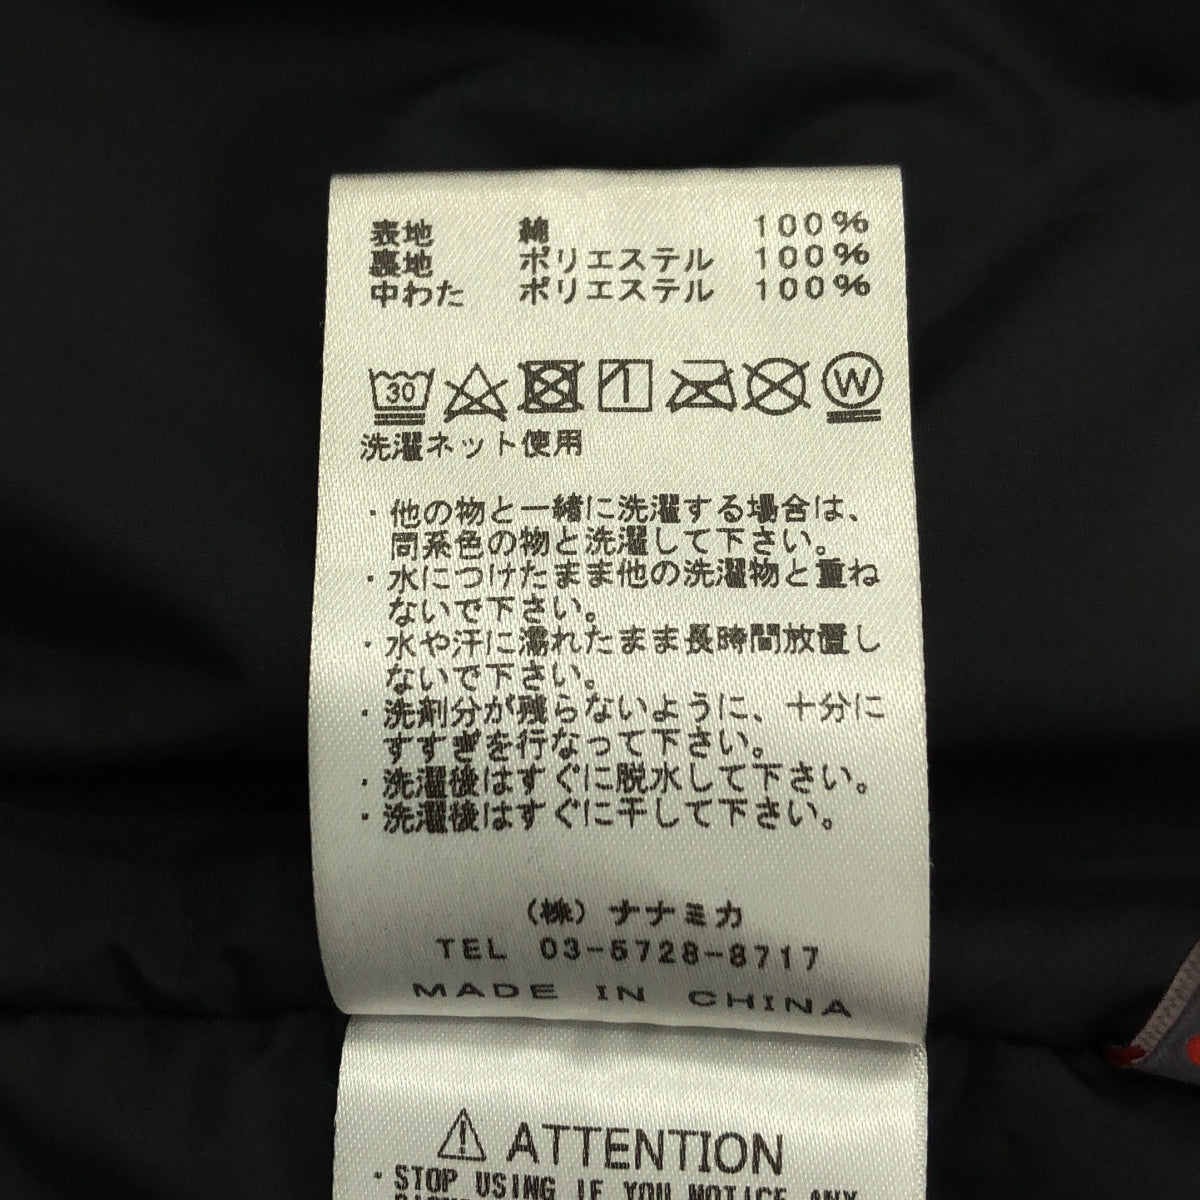 表地 綿 100%
裏地 ポリエステル 100%
中わた ポリエステル 100%
30 1 W
洗濯ネット使用
・他の物と一緒に洗濯する場合は、
同系色の物と洗濯して下さい。
・水につけたまま他の洗濯物と重ね
ないで下さい。
・水や汗に濡れたまま長時間放置し
ないで下さい。
・洗剤分が残らないように、十分に
すすぎを行なって下さい。
・洗濯後はすぐに脱水して下さい。
・洗濯後はすぐに干して下さい。
（株）ナナミカ
TEL 03-5728-8717
MADE IN CHINA
ATTENTION
・STOP USING IF YOU NOTICE ANY